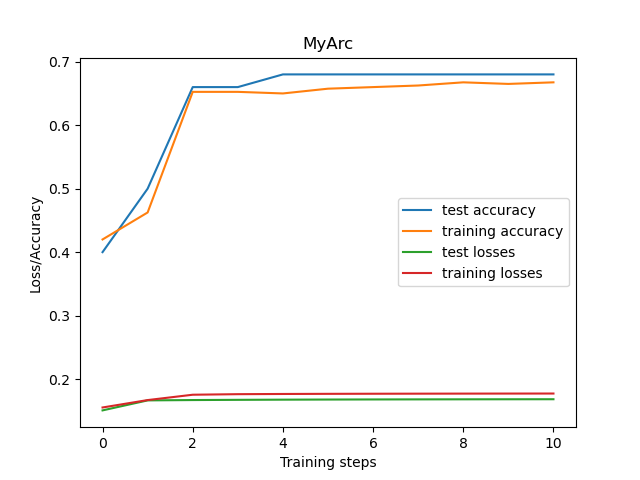 MyArc
0.7
0.6
0.5
0.4
0.3
0.2
Loss/Accuracy
test accuracy
training accuracy
test losses
training losses
0 2 4 6 8 10
Training steps